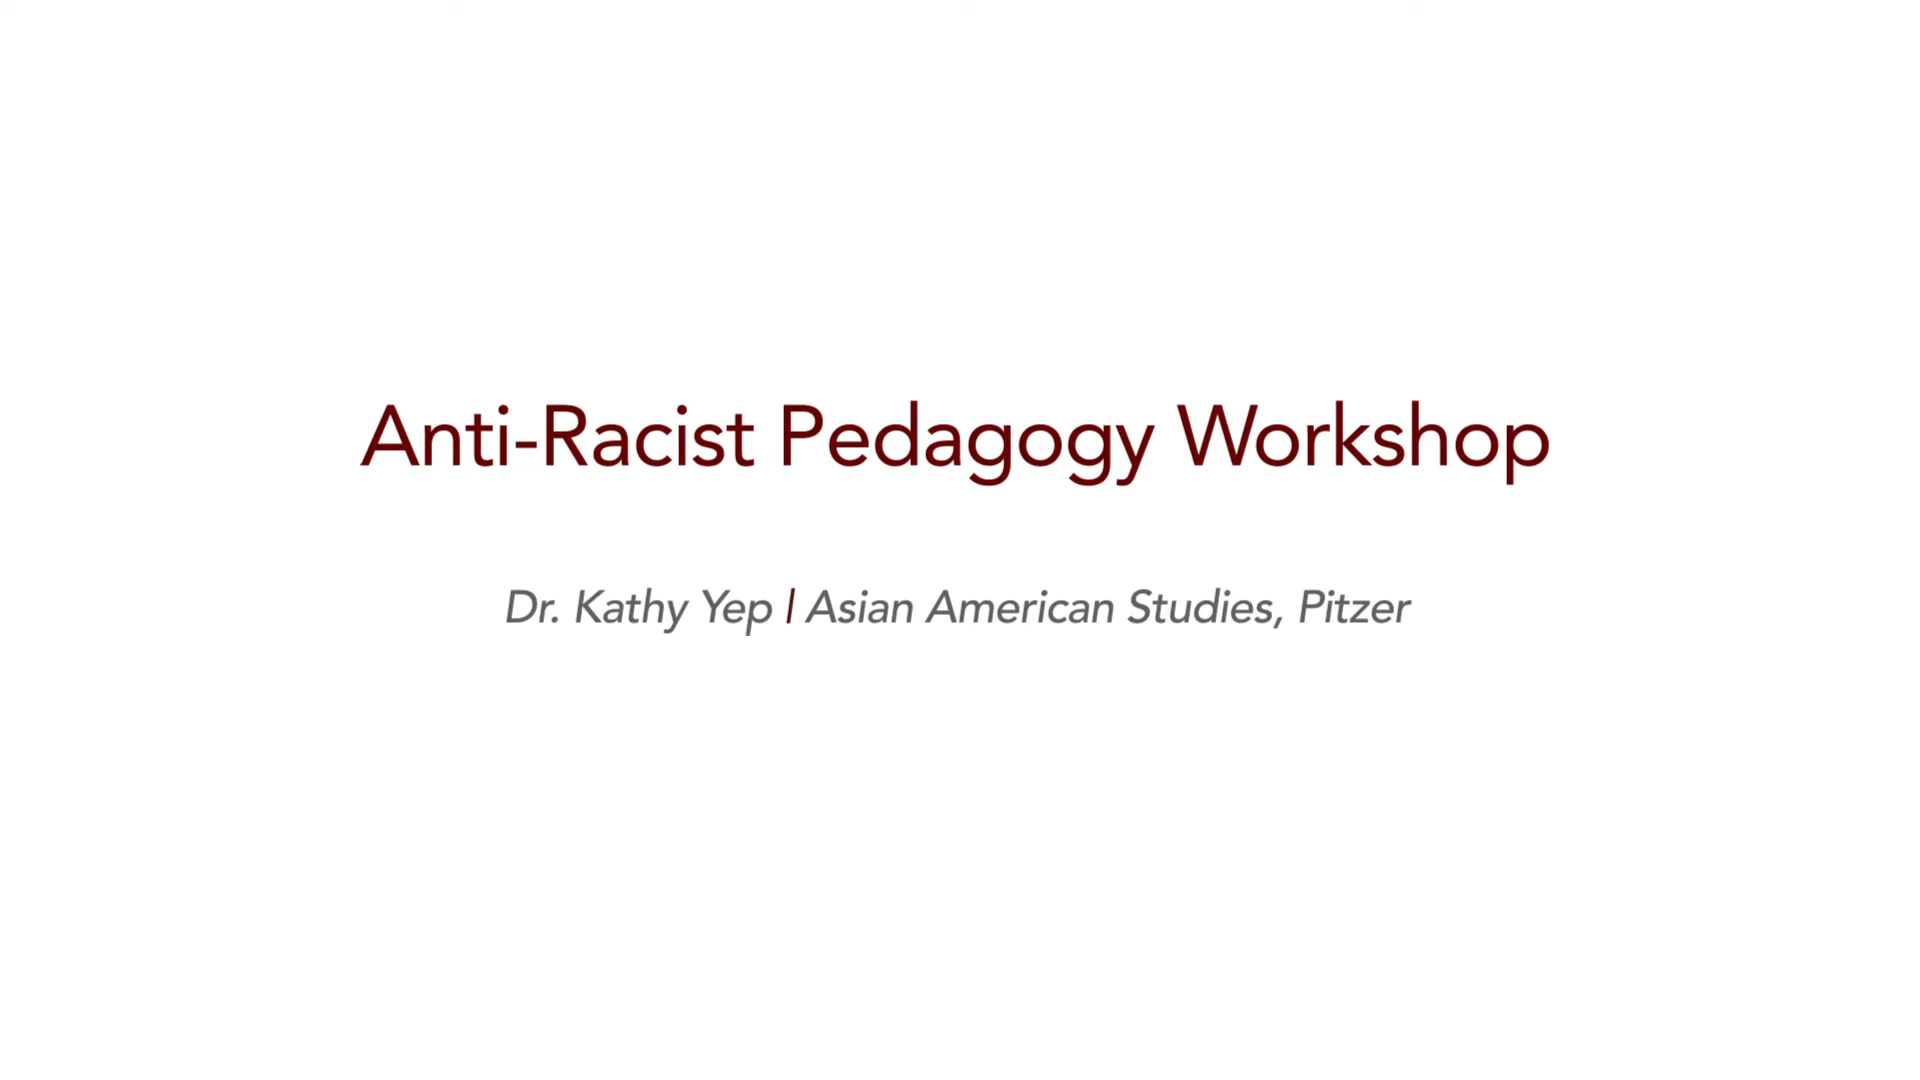 Anti-Racist Pedagogy Workshop
Dr. Kathy Yep | Asian American Studies, Pitzer